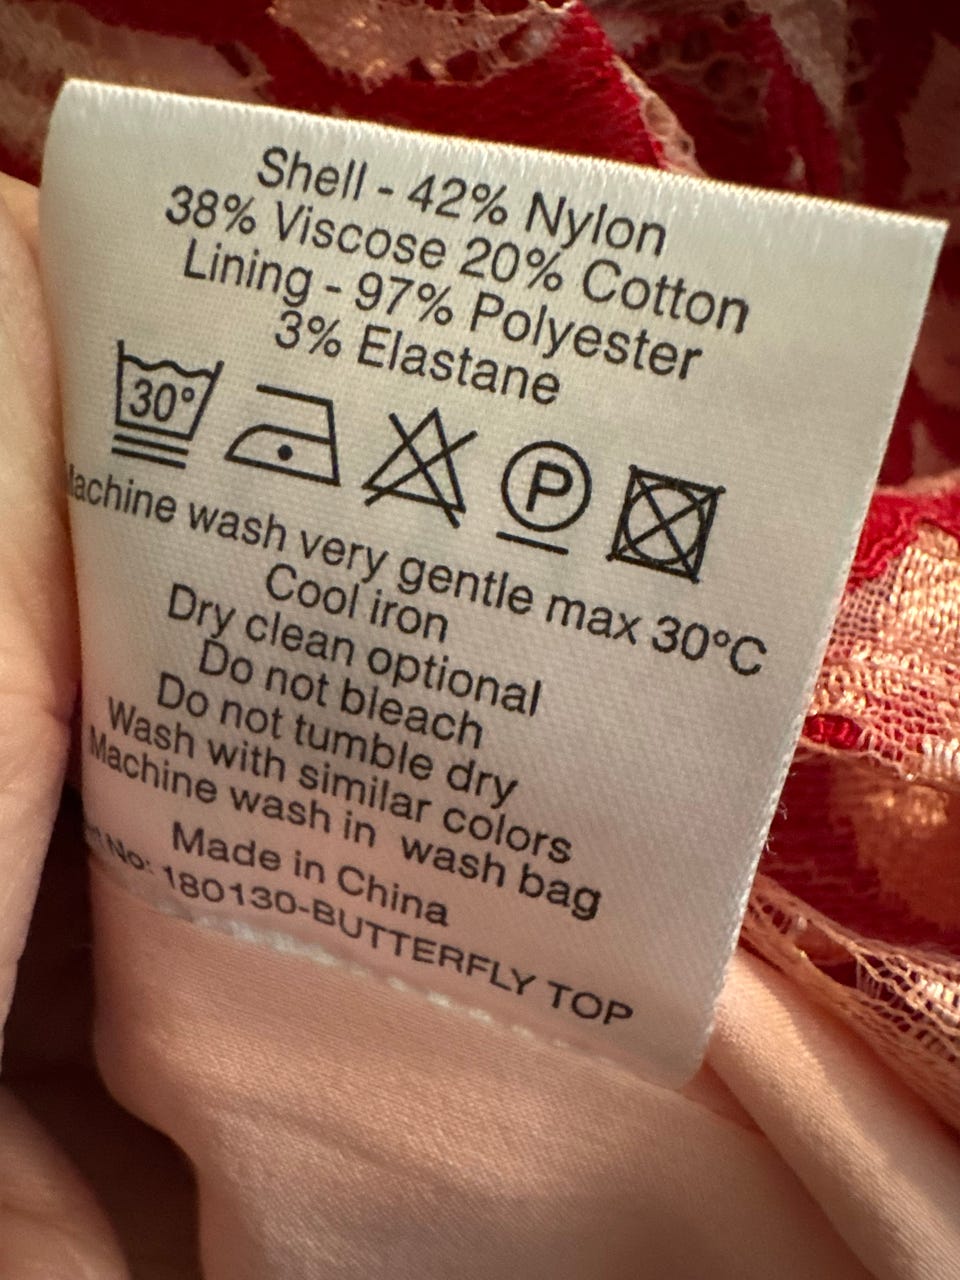 Shell - 42% Nylon
38% Viscose 20% Cotton
Lining - 97% Polyester
3% Elastane
30° P
Machine wash very gentle max 30°C
Cool iron
Dry clean optional
Do not bleach
Do not tumble dry
Wash with similar colors
Machine wash in wash bag
Made in China
No: 180130-BUTTERFLY TOP